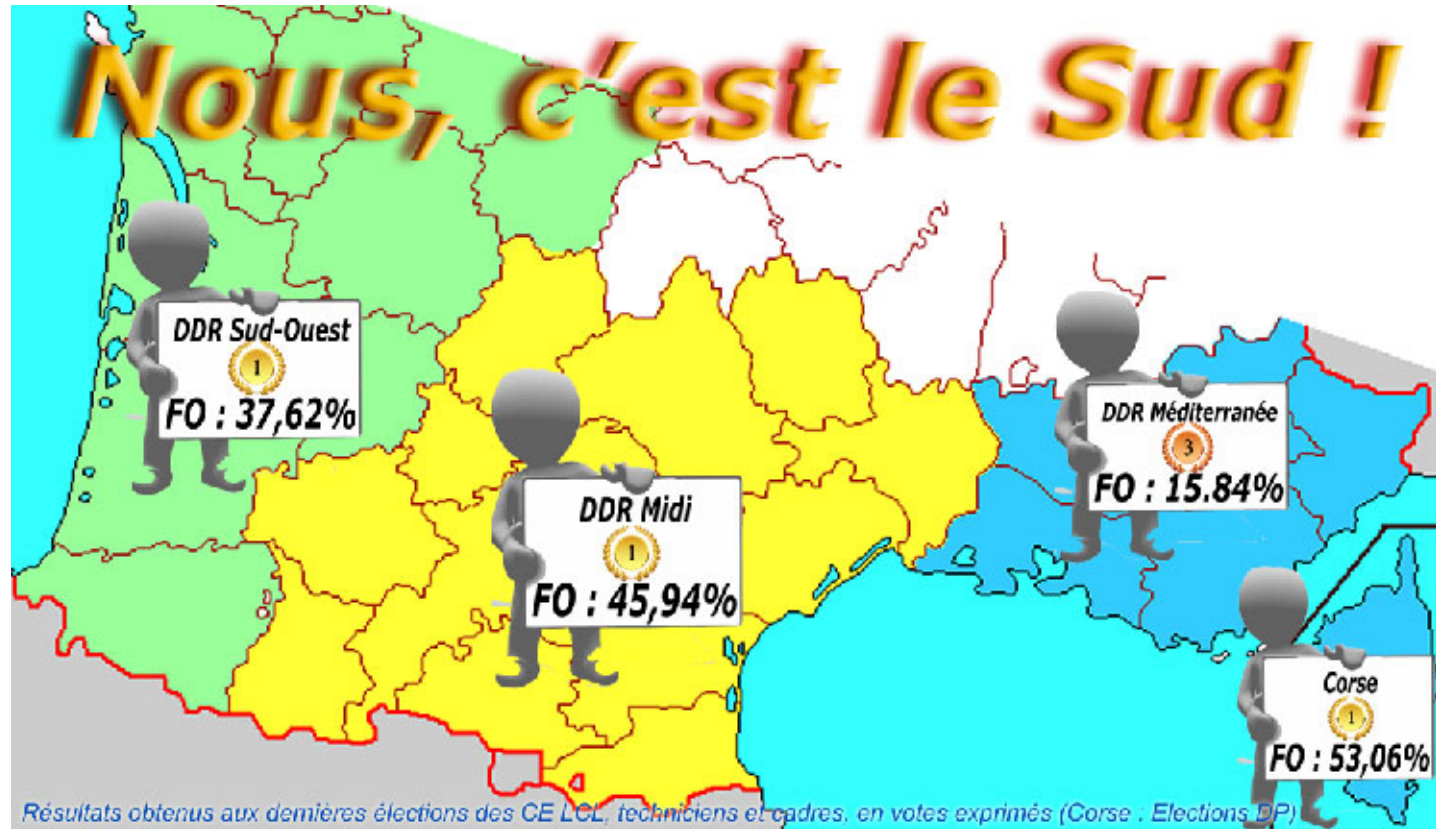 Nous, c'est le Sud !
DDR Sud-Ouest
1
FO : 37,62%
DDR Midi
1
FO : 45,94%
DDR Méditerranée
3
FO : 15.84%
Corse
1
FO : 53,06%
Résultats obtenus aux dernières élections des CE LCL, techniciens et cadres, en votes exprimés (Corse : Elections DP)